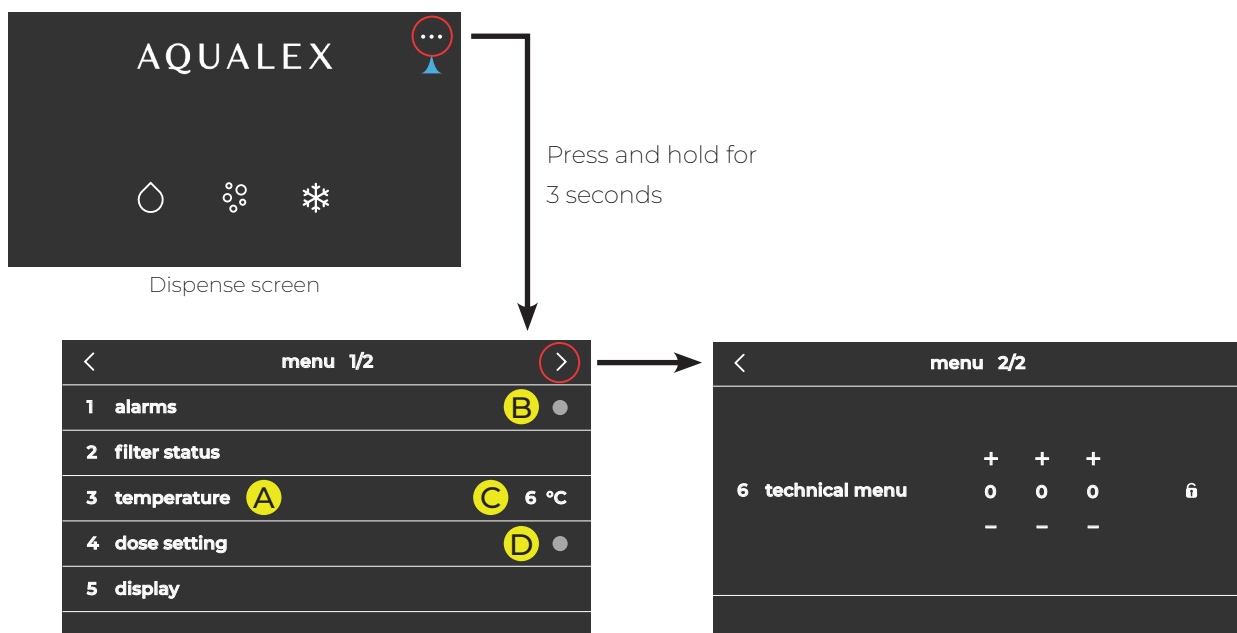 AQUALEX
Press and hold for
3 seconds
Dispense screen
menu 1/2
1 alarms B
2 filter status
3 temperature A C 6 °C
4 dose setting D
5 display
menu 2/2
+ + +
6 technical menu 0 0 0
− − −